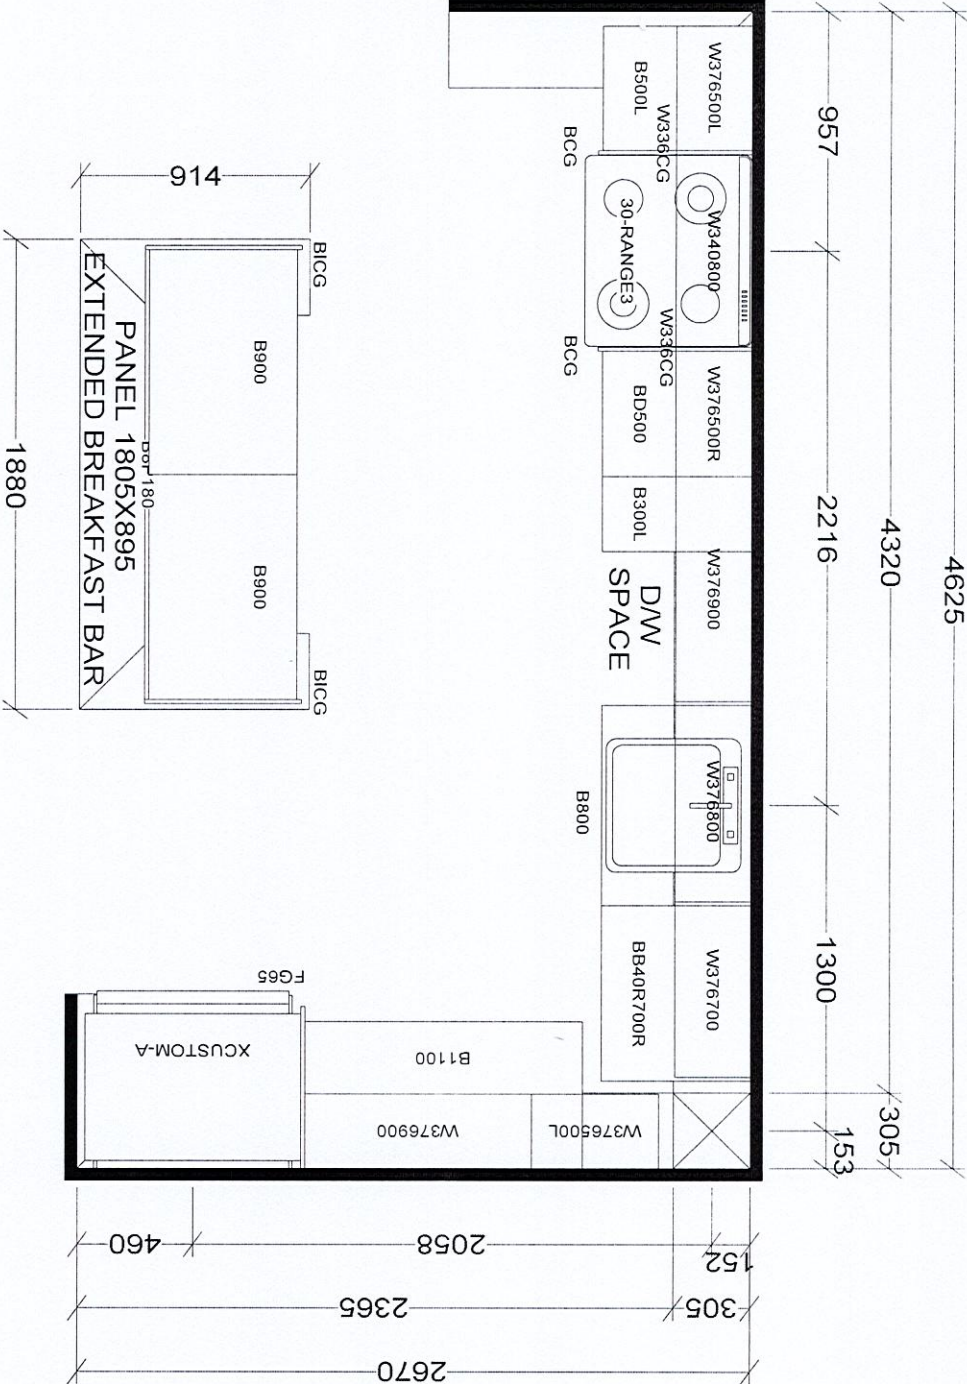 4625
4320
305
957
2216
1300
153
W376500L
B500L
W336CG
BCG
W340800
30-RANGE3
W336CG
BCG
W376500R
BD500
B300L
W376900
D/W
SPACE
W376800
B800
W376700
BB40R700R
W376500L
W376900
B1100
FG65
XCUSTOM-A
152
2058
460
305
2365
2670
914
BICG
B900
B900
BICG
180
PANEL 1805X895
EXTENDED BREAKFAST BAR
1880